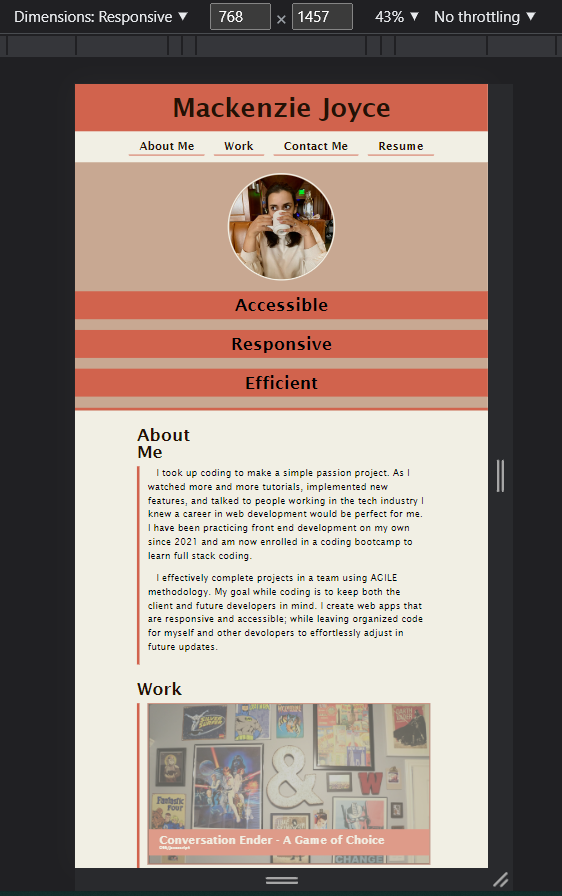 Dimensions: Responsive ▼ 768 × 1457 43% ▼ No throttling ▼
Mackenzie Joyce
About Me Work Contact Me Resume
Accessible
Responsive
Efficient
About
Me
I took up coding to make a simple passion project. As I
watched more and more tutorials, implemented new
features, and talked to people working in the tech industry I
knew a career in web development would be perfect for me.
I have been practicing front end development on my own
since 2021 and am now enrolled in a coding bootcamp to
learn full stack coding.
I effectively complete projects in a team using AGILE
methodology. My goal while coding is to keep both the
client and future developers in mind. I create web apps that
are responsive and accessible; while leaving organized code
for myself and other devolopers to effortlessly adjust in
future updates.
Work
Fantastic
Four
&
W
Conversation Ender - A Game of Choice
CHANGE